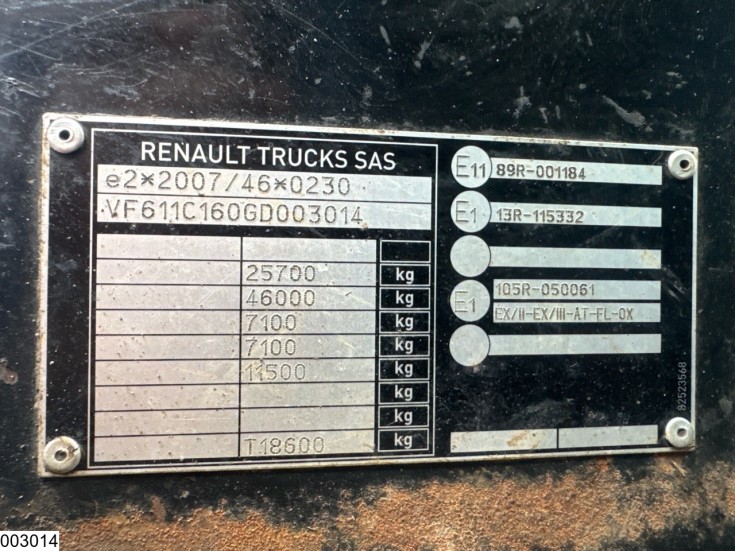 RENAULT TRUCKS SAS
e2*2007/46*0230
VF611C160GD003014
25700 kg
46000 kg
7100 kg
7100 kg
11500 kg
kg
kg
T18600 kg
E11 89R-001184
E1 13R-115332
E1 105R-050061
EX/II-EX/III-AT-FL-OX
82523568
003014